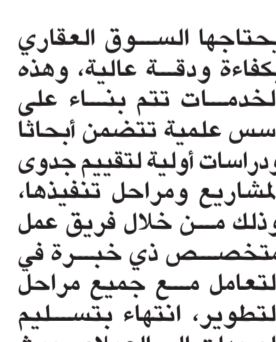 يحتاجها السوق العقاري
بكفاءة ودقة عالية، وهذه
الخدمات تتم بناء على
أسس علمية تتضمن أبحاثا
ودراسات أولية لتقييم جدوى
المشاريع ومراحل تنفيذها،
وذلك من خلال فريق عمل
متخصص ذي خبرة في
التعامل مع جميع مراحل
التطوير، انتهاء بتسليم